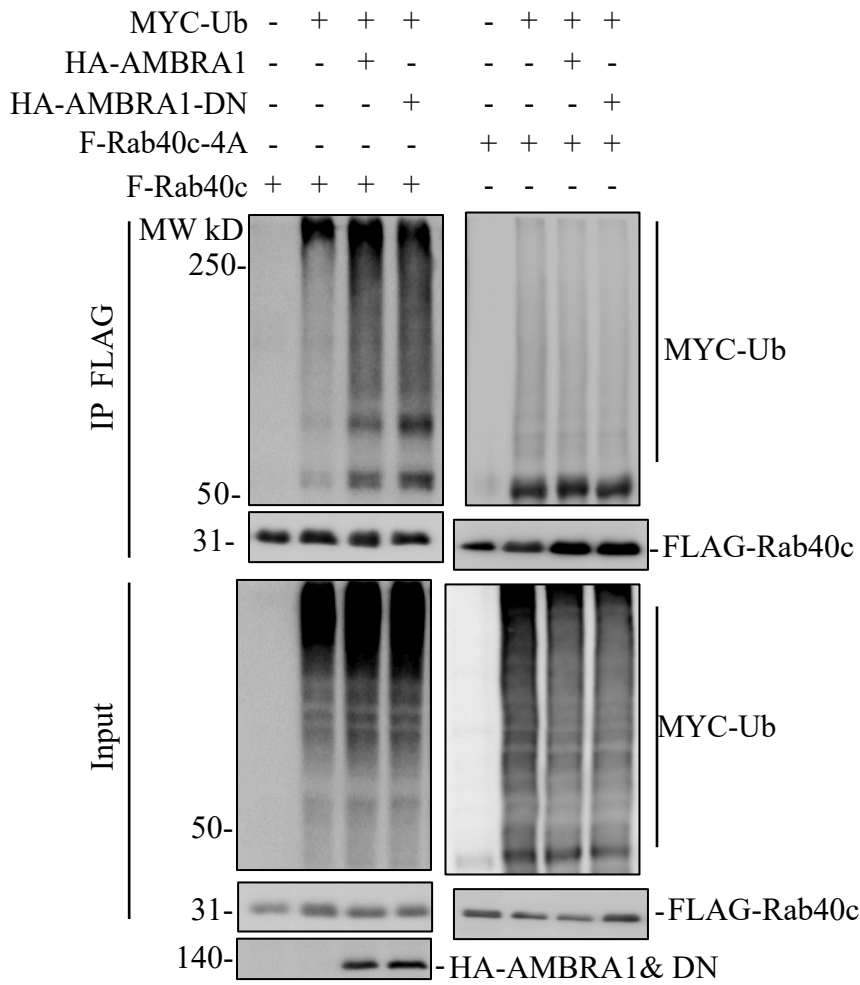 MYC-Ub - + + + - + + +
HA-AMBRA1 - - + - - - + -
HA-AMBRA1-DN - - - + - - - +
F-Rab40c-4A - - - - + + + +
F-Rab40c + + + + - - - -
MW kD
250-
IP FLAG
MYC-Ub
50-
31-
-FLAG-Rab40c
Input
MYC-Ub
50-
31-
-FLAG-Rab40c
140-
-HA-AMBRA1& DN